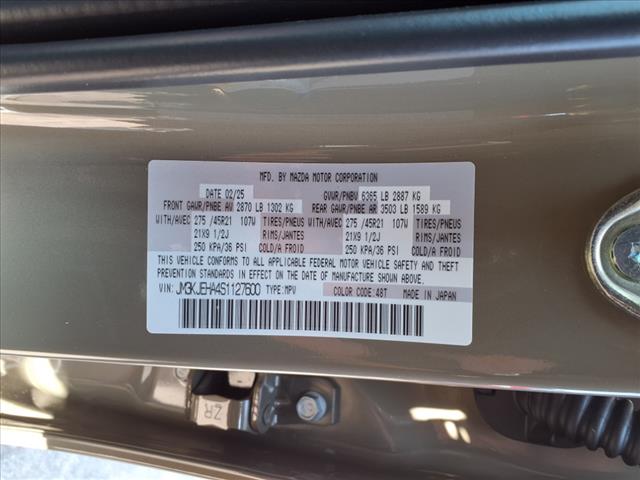 MFD. BY MAZDA MOTOR CORPORATION
DATE 02/25 GVWR/PNBV 6365 LB 2887 KG
FRONT GAWR/PNBE AV 2870 LB 1302 KG REAR GAWR/PNBE AR 3503 LB 1589 KG
WITH/AVEC 275 /45R21 107W TIRES/PNEUS WITH/AVEC 275 /45R21 107W TIRES/PNEUS
21X9 1/2J RIMS/JANTES 21X9 1/2J RIMS/JANTES
250 KPA/36 PSI COLD/A FROID 250 KPA/36 PSI COLD/A FROID
THIS VEHICLE CONFORMS TO ALL APPLICABLE FEDERAL MOTOR VEHICLE SAFETY AND THEFT
PREVENTION STANDARDS IN EFFECT ON THE DATE OF MANUFACTURE SHOWN ABOVE.
VIN: JM3KJEHA4S1127600 TYPE:MPV COLOR CODE:48T MADE IN JAPAN
ZR